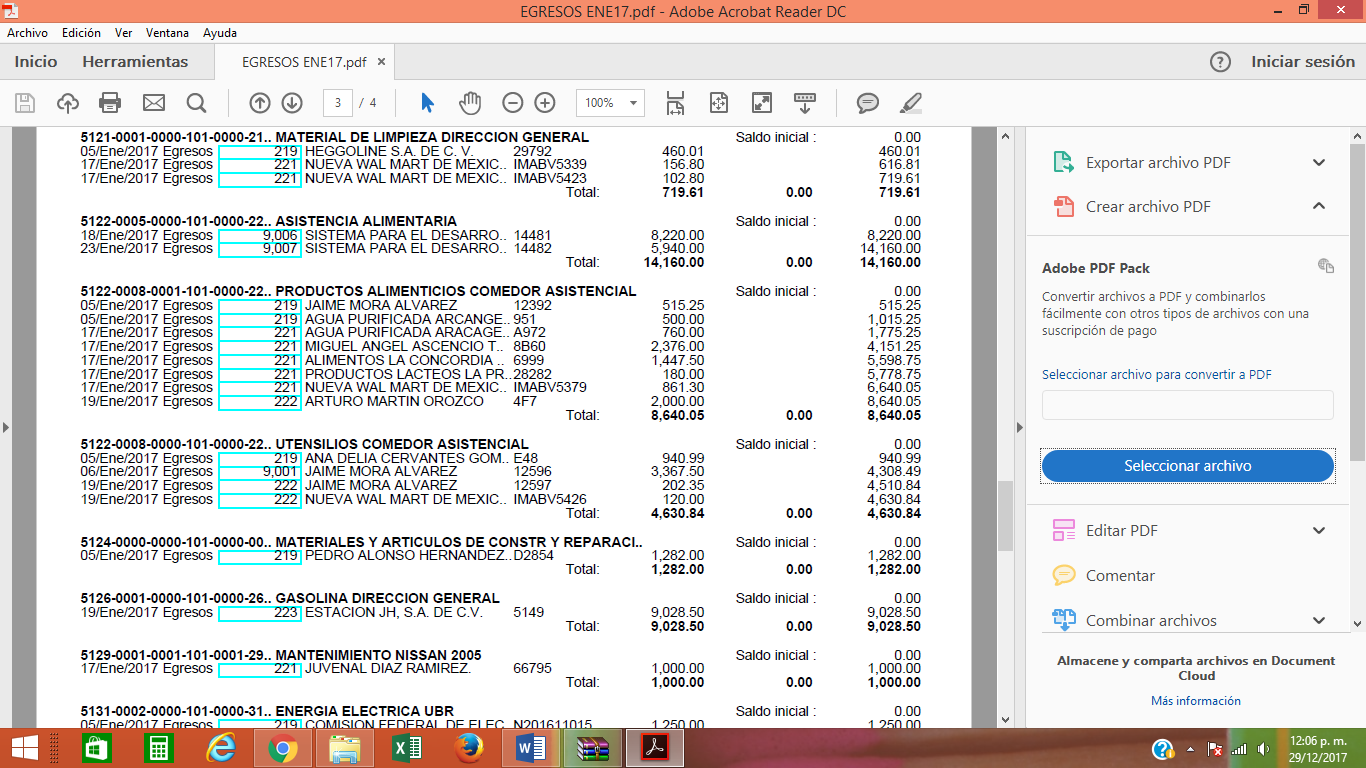 EGRESOS ENE17.pdf - Adobe Acrobat Reader DC
Archivo Edición Ver Ventana Ayuda
Inicio Herramientas EGRESOS ENE17.pdf × Iniciar sesión
3 / 4 100%
5121-0001-0000-101-0000-21.. MATERIAL DE LIMPIEZA DIRECCION GENERAL Saldo inicial : 0.00
05/Ene/2017 Egresos 219 HEGGOLINE S.A. DE C. V. 29792 460.01 460.01
17/Ene/2017 Egresos 221 NUEVA WAL MART DE MEXIC.. IMABV5339 156.80 616.81
17/Ene/2017 Egresos 221 NUEVA WAL MART DE MEXIC.. IMABV5423 102.80 719.61
Total: 719.61 0.00 719.61
5122-0005-0000-101-0000-22.. ASISTENCIA ALIMENTARIA Saldo inicial : 0.00
18/Ene/2017 Egresos 9,006 SISTEMA PARA EL DESARRO.. 14481 8,220.00 8,220.00
23/Ene/2017 Egresos 9,007 SISTEMA PARA EL DESARRO.. 14482 5,940.00 14,160.00
Total: 14,160.00 0.00 14,160.00
5122-0008-0001-101-0000-22.. PRODUCTOS ALIMENTICIOS COMEDOR ASISTENCIAL Saldo inicial : 0.00
05/Ene/2017 Egresos 219 JAIME MORA ALVAREZ 12392 515.25 515.25
05/Ene/2017 Egresos 219 AGUA PURIFICADA ARCANGE.. 951 500.00 1,015.25
17/Ene/2017 Egresos 221 AGUA PURIFICADA ARACAGE.. A972 760.00 1,775.25
17/Ene/2017 Egresos 221 MIGUEL ANGEL ASCENCIO T.. 8B60 2,376.00 4,151.25
17/Ene/2017 Egresos 221 ALIMENTOS LA CONCORDIA .. 6999 1,447.50 5,598.75
17/Ene/2017 Egresos 221 PRODUCTOS LACTEOS LA PR.. 28282 180.00 5,778.75
17/Ene/2017 Egresos 221 NUEVA WAL MART DE MEXIC.. IMABV5379 861.30 6,640.05
19/Ene/2017 Egresos 222 ARTURO MARTIN OROZCO 4F7 2,000.00 8,640.05
Total: 8,640.05 0.00 8,640.05
5122-0008-0000-101-0000-22.. UTENSILIOS COMEDOR ASISTENCIAL Saldo inicial : 0.00
05/Ene/2017 Egresos 219 ANA DELIA CERVANTES GOM.. E48 940.99 940.99
06/Ene/2017 Egresos 9,001 JAIME MORA ALVAREZ 12596 3,367.50 4,308.49
19/Ene/2017 Egresos 222 JAIME MORA ALVAREZ 12597 202.35 4,510.84
19/Ene/2017 Egresos 222 NUEVA WAL MART DE MEXIC.. IMABV5426 120.00 4,630.84
Total: 4,630.84 0.00 4,630.84
5124-0000-0000-101-0000-00.. MATERIALES Y ARTICULOS DE CONSTR Y REPARACI.. Saldo inicial : 0.00
05/Ene/2017 Egresos 219 PEDRO ALONSO HERNANDEZ.. D2854 1,282.00 1,282.00
Total: 1,282.00 0.00 1,282.00
5126-0001-0000-101-0000-26.. GASOLINA DIRECCION GENERAL Saldo inicial : 0.00
19/Ene/2017 Egresos 223 ESTACION JH, S.A. DE C.V. 5149 9,028.50 9,028.50
Total: 9,028.50 0.00 9,028.50
5129-0001-0001-101-0001-29.. MANTENIMIENTO NISSAN 2005 Saldo inicial : 0.00
17/Ene/2017 Egresos 221 JUVENAL DIAZ RAMIREZ. 66795 1,000.00 1,000.00
Total: 1,000.00 0.00 1,000.00
5131-0002-0000-101-0000-31.. ENERGIA ELECTRICA UBR Saldo inicial : 0.00
05/Ene/2017 Egresos 219 COMISION FEDERAL DE ELEC N201611015 1,250.00 1,250.00
Exportar archivo PDF
Crear archivo PDF
Adobe PDF Pack
Convertir archivos a PDF y combinarlos
fácilmente con otros tipos de archivos con una
suscripción de pago
Seleccionar archivo para convertir a PDF
Seleccionar archivo
Editar PDF
Comentar
Combinar archivos
Almacene y comparta archivos en Document
Cloud
Más información
12:06 p. m.
29/12/2017